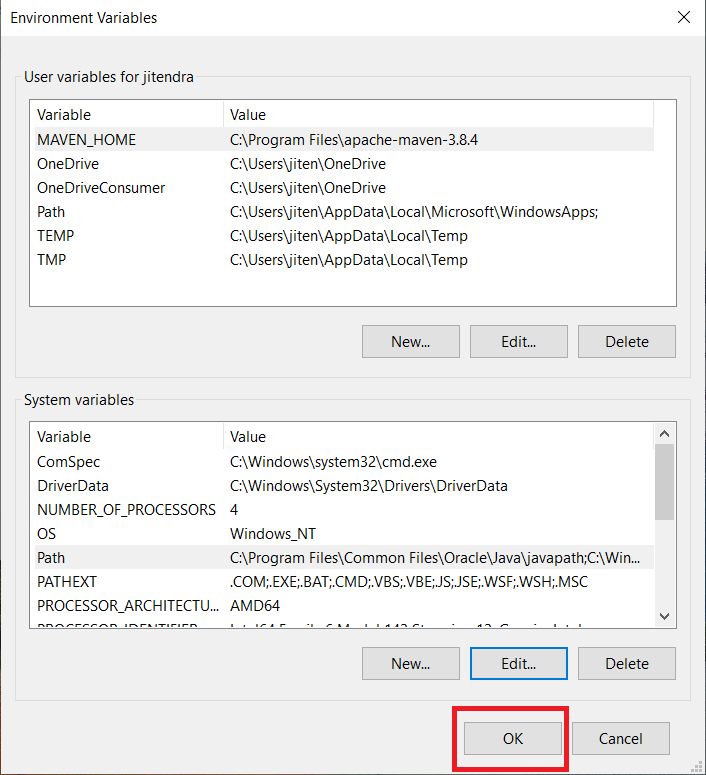 Environment Variables
User variables for jitendra
Variable Value
MAVEN_HOME C:\Program Files\apache-maven-3.8.4
OneDrive C:\Users\jiten\OneDrive
OneDriveConsumer C:\Users\jiten\OneDrive
Path C:\Users\jiten\AppData\Local\Microsoft\WindowsApps;
TEMP C:\Users\jiten\AppData\Local\Temp
TMP C:\Users\jiten\AppData\Local\Temp
New... Edit... Delete
System variables
Variable Value
ComSpec C:\Windows\system32\cmd.exe
DriverData C:\Windows\System32\Drivers\DriverData
NUMBER_OF_PROCESSORS 4
OS Windows_NT
Path C:\Program Files\Common Files\Oracle\Java\javapath;C:\Win...
PATHEXT .COM;.EXE;.BAT;.CMD;.VBS;.VBE;.JS;.JSE;.WSF;.WSH;.MSC
PROCESSOR_ARCHITECTU... AMD64
New... Edit... Delete
OK Cancel